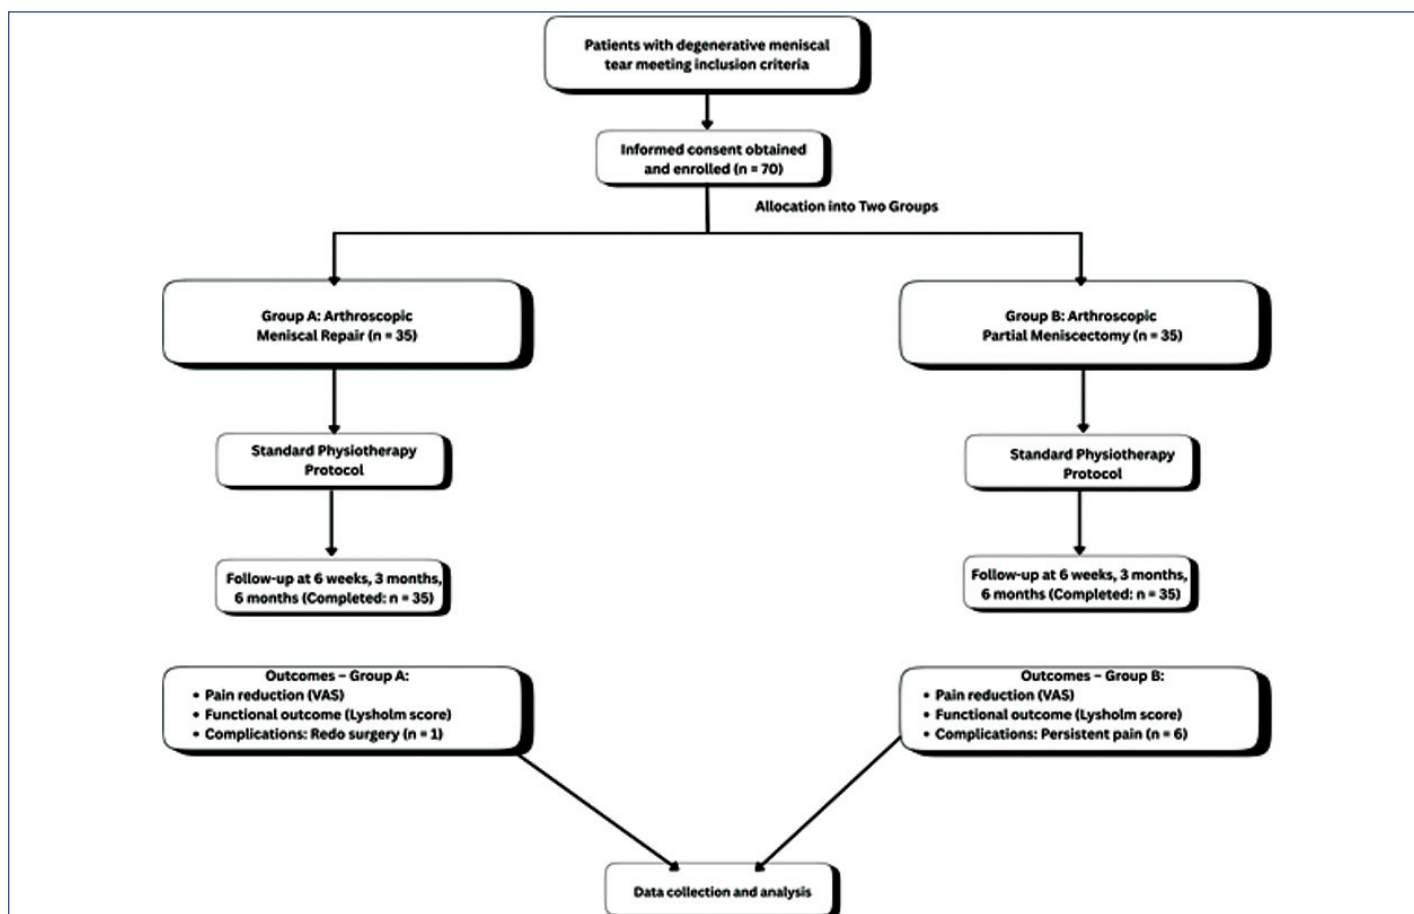 Patients with degenerative meniscal
tear meeting inclusion criteria
Informed consent obtained
and enrolled (n = 70)
Allocation into Two Groups
Group A: Arthroscopic
Meniscal Repair (n = 35)
Group B: Arthroscopic
Partial Meniscectomy (n = 35)
Standard Physiotherapy
Protocol
Standard Physiotherapy
Protocol
Follow-up at 6 weeks, 3 months,
6 months (Completed: n = 35)
Follow-up at 6 weeks, 3 months,
6 months (Completed: n = 35)
Outcomes – Group A:
• Pain reduction (VAS)
• Functional outcome (Lysholm score)
• Complications: Redo surgery (n = 1)
Outcomes – Group B:
• Pain reduction (VAS)
• Functional outcome (Lysholm score)
• Complications: Persistent pain (n = 6)
Data collection and analysis